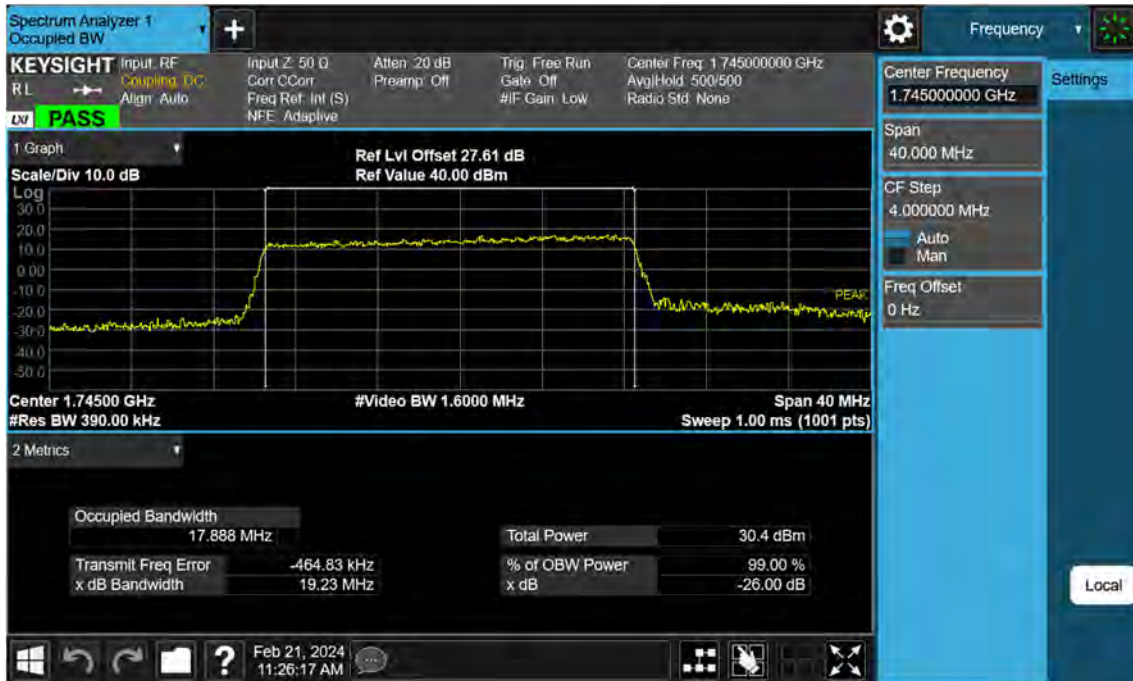 Spectrum Analyzer 1
Occupied BW
+
Frequency
KEYSIGHT
RL
LXI
PASS
Input: RF
Coupling: DC
Align: Auto
Input Z: 50 Ω
Corr CCorr
Freq Ref: Int (S)
NFE: Adaptive
Atten: 20 dB
Preamp: Off
Trig: Free Run
Gate: Off
#IF Gain: Low
Center Freq: 1.745000000 GHz
Avg|Hold: 500/500
Radio Std: None
1 Graph
Scale/Div 10.0 dB
Ref Lvl Offset 27.61 dB
Ref Value 40.00 dBm
Log
30.0
20.0
10.0
0.00
-10.0
-20.0
-30.0
-40.0
-50.0
PEAK
Center 1.74500 GHz
#Video BW 1.6000 MHz
Span 40 MHz
#Res BW 390.00 kHz
Sweep 1.00 ms (1001 pts)
2 Metrics
Occupied Bandwidth
17.888 MHz
Transmit Freq Error -464.83 kHz
x dB Bandwidth 19.23 MHz
Total Power 30.4 dBm
% of OBW Power 99.00 %
x dB -26.00 dB
Center Frequency
1.745000000 GHz
Span
40.000 MHz
CF Step
4.000000 MHz
Auto
Man
Freq Offset
0 Hz
Settings
Local
?
Feb 21, 2024
11:26:17 AM